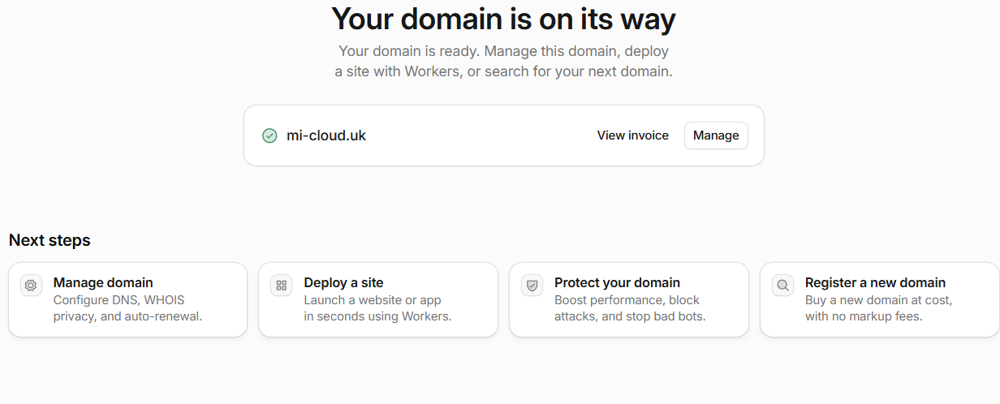 Your domain is on its way
Your domain is ready. Manage this domain, deploy
a site with Workers, or search for your next domain.
mi-cloud.uk
View invoice
Manage
Next steps
Manage domain
Configure DNS, WHOIS
privacy, and auto-renewal.
Deploy a site
Launch a website or app
in seconds using Workers.
Protect your domain
Boost performance, block
attacks, and stop bad bots.
Register a new domain
Buy a new domain at cost,
with no markup fees.